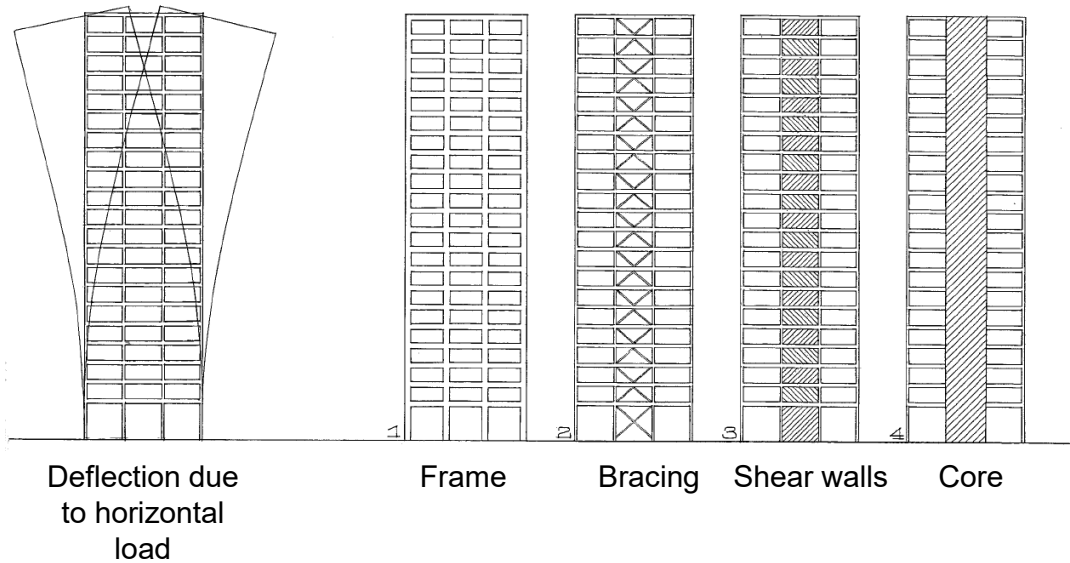 1
2
3
4
Deflection due
to horizontal
load
Frame
Bracing
Shear walls
Core